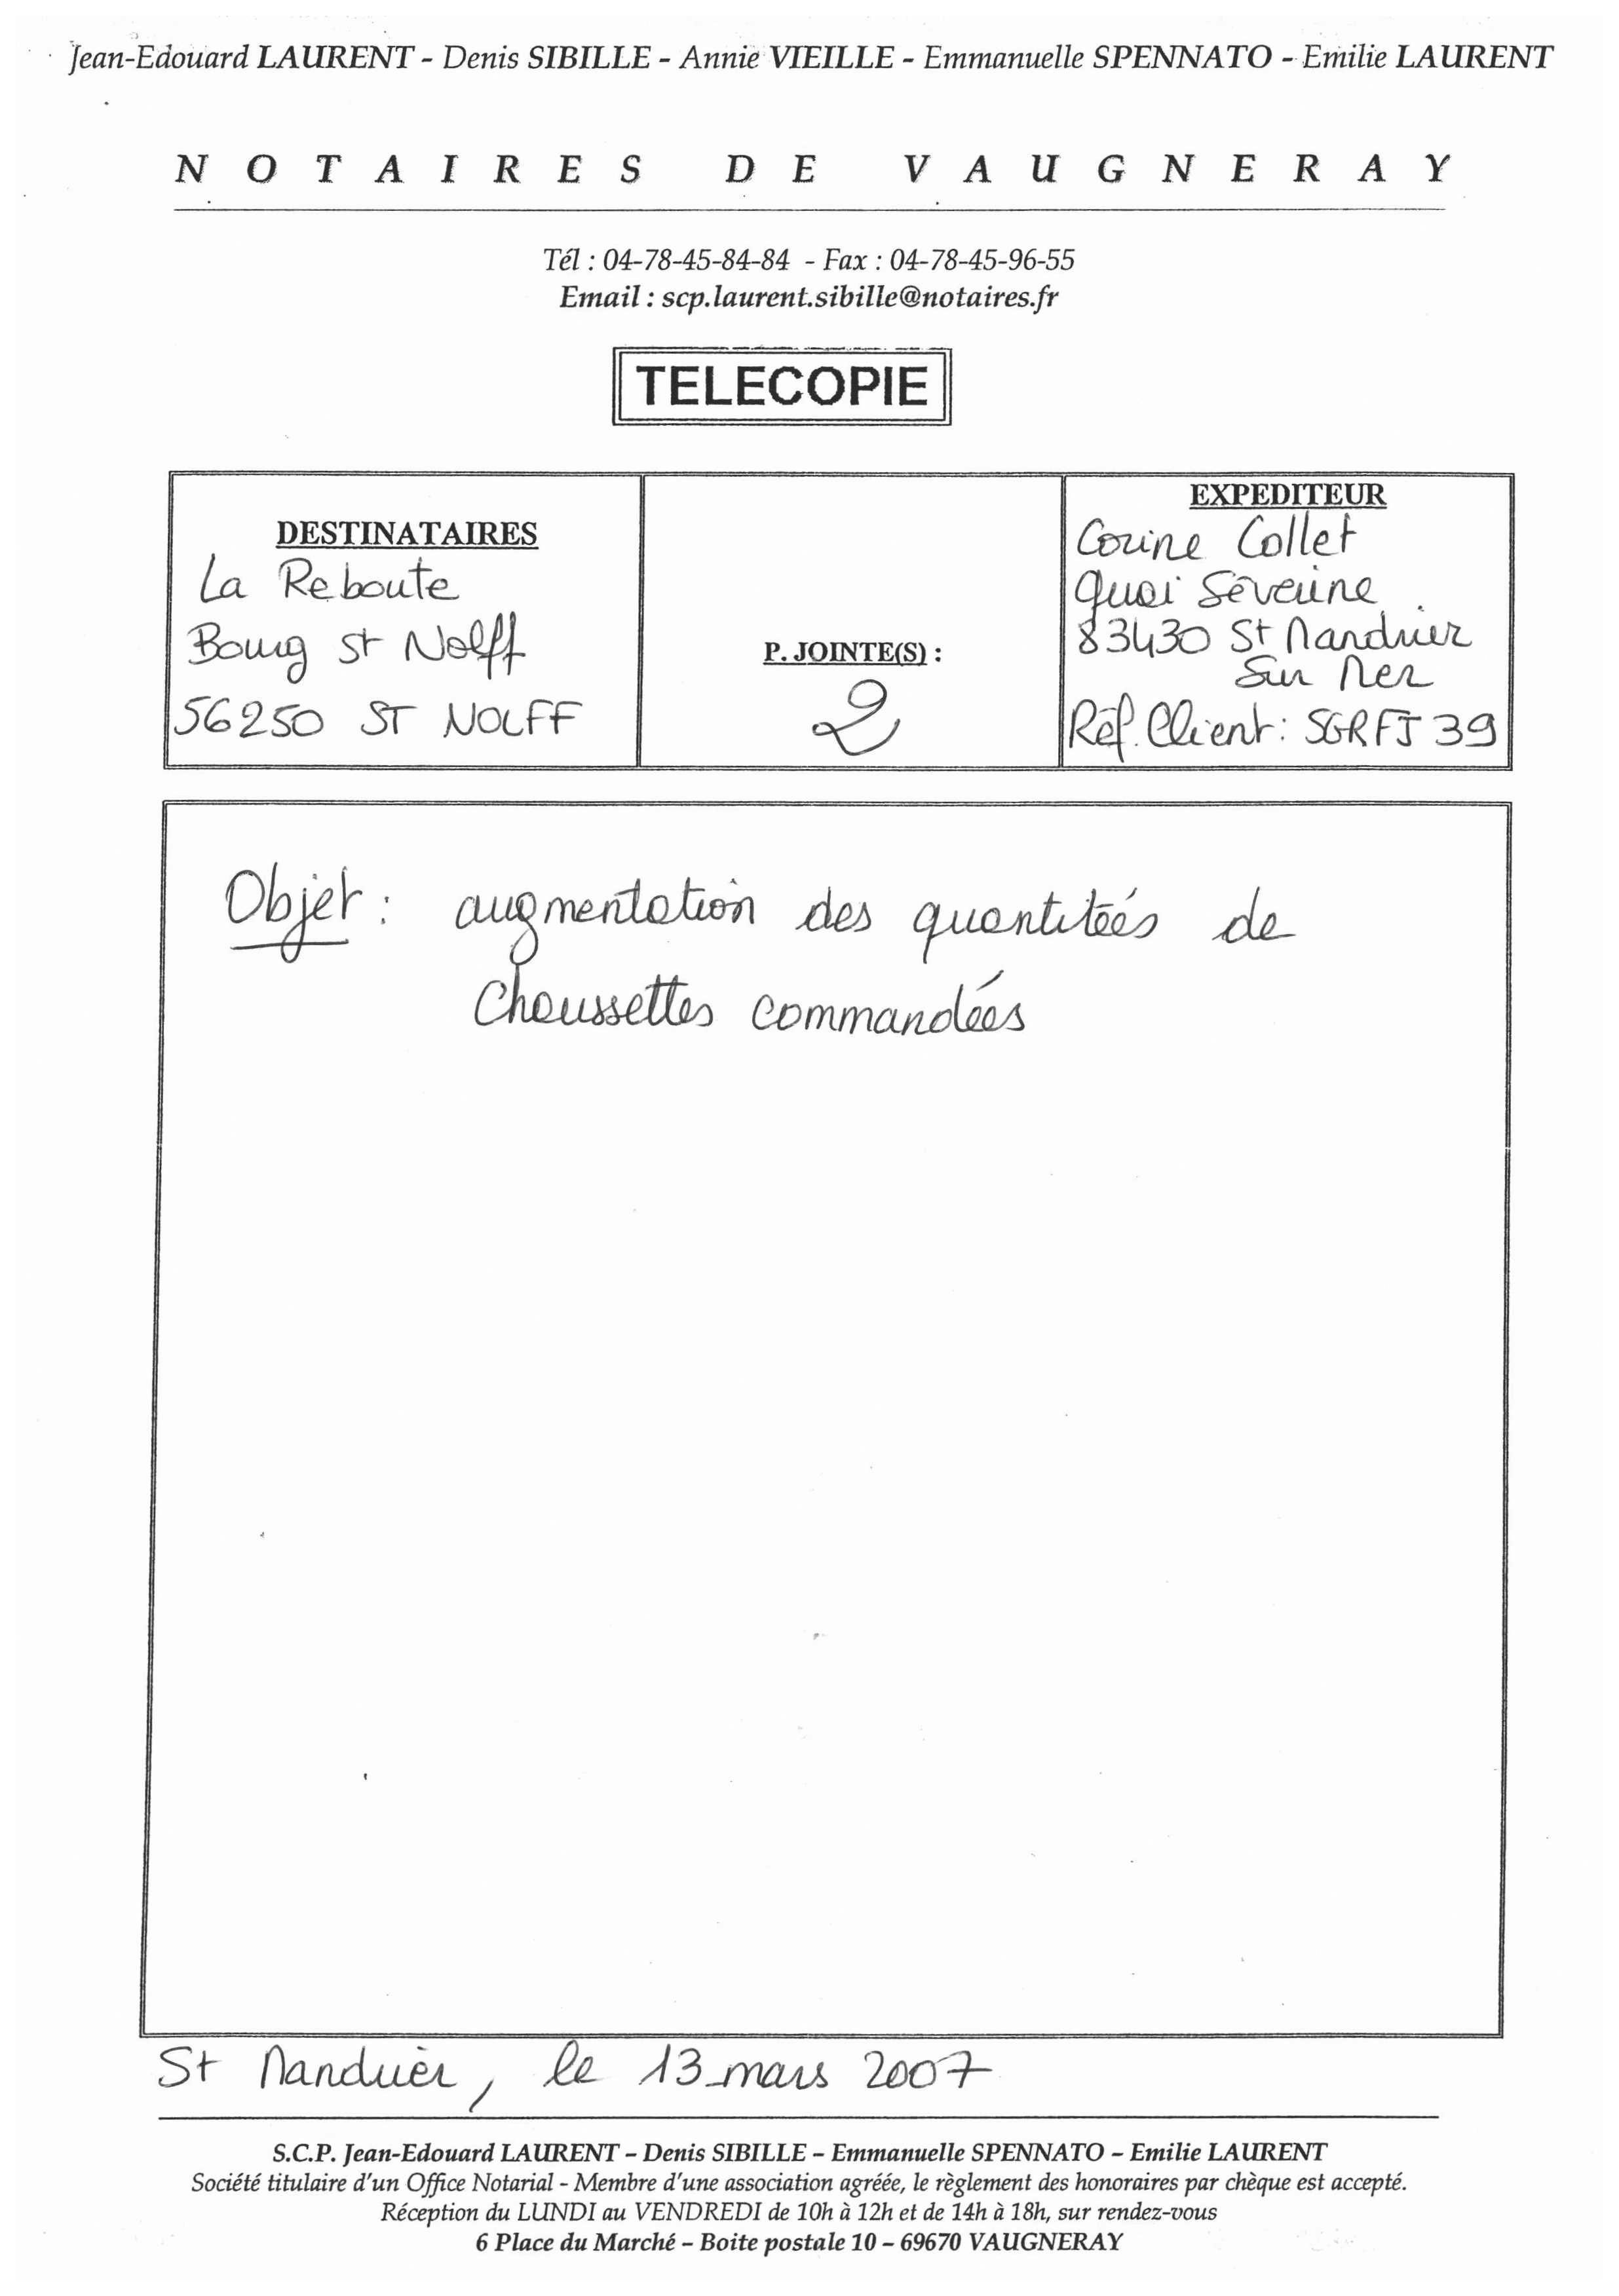 Jean-Edouard LAURENT - Denis SIBILLE - Annie VIEILLE - Emmanuelle SPENNATO - Emilie LAURENT
NOTAIRES DE VAUGNERAY
Tél : 04-78-45-84-84 - Fax : 04-78-45-96-55
Email : scp.laurent.sibille@notaires.fr
TELECOPIE
DESTINATAIRES
La Reboute
Bourg St Nolff
56250 ST NOLFF
P. JOINTE(S) :
2
EXPEDITEUR
Corine Collet
Quai Séverine
83430 St Mandrier
Sur Mer
Réf. Client : SGRFJ 39
Objet : augmentation des quantiteés de
Choussettes commandées
St Mandrier, le 13 mars 2007
S.C.P. Jean-Edouard LAURENT – Denis SIBILLE – Emmanuelle SPENNATO – Emilie LAURENT
Société titulaire d'un Office Notarial - Membre d'une association agréée, le règlement des honoraires par chèque est accepté.
Réception du LUNDI au VENDREDI de 10h à 12h et de 14h à 18h, sur rendez-vous
6 Place du Marché – Boite postale 10 – 69670 VAUGNERAY